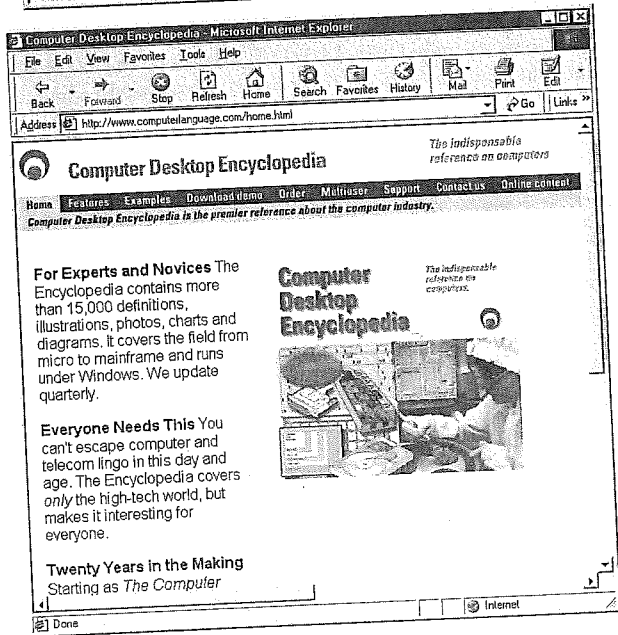 Computer Desktop Encyclopedia - Microsoft Internet Explorer
File Edit View Favorites Tools Help
Back Forward Stop Refresh Home Search Favorites History Mail Print Edit
Address http://www.computerlanguage.com/home.html Go Links »
Computer Desktop Encyclopedia
The indispensable
reference on computers
Home Features Examples Download demo Order Multiuser Support Contact us Online content
Computer Desktop Encyclopedia is the premier reference about the computer industry.
For Experts and Novices The
Encyclopedia contains more
than 15,000 definitions,
illustrations, photos, charts and
diagrams. It covers the field from
micro to mainframe and runs
under Windows. We update
quarterly.
Computer
Desktop
Encyclopedia
The indispensable
reference on
computers.
Everyone Needs This You
can't escape computer and
telecom lingo in this day and
age. The Encyclopedia covers
only the high-tech world, but
makes it interesting for
everyone.
Twenty Years in the Making
Starting as The Computer
Done Internet